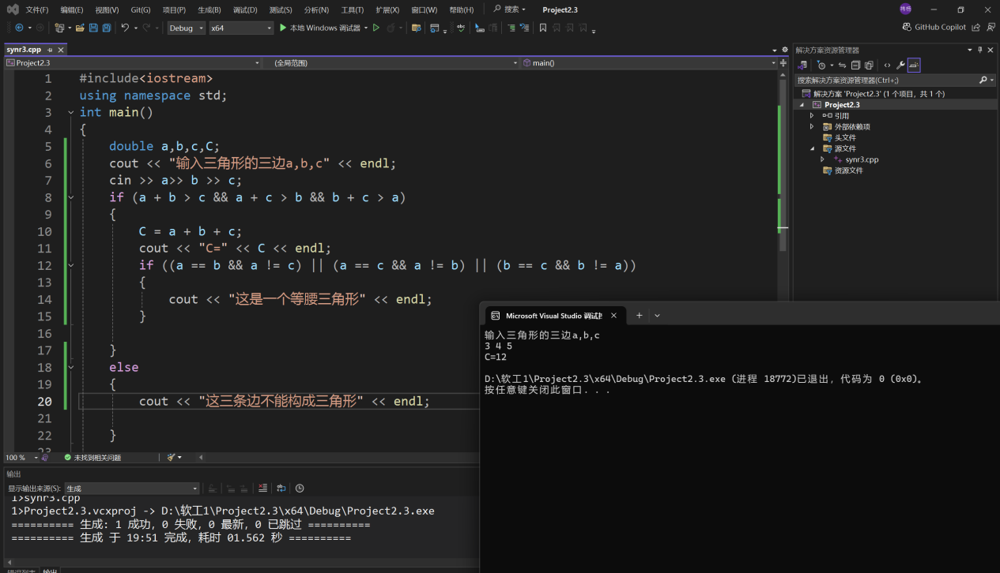 文件(F) 编辑(E) 视图(V) Git(G) 项目(P) 生成(B) 调试(D) 测试(S) 分析(N) 工具(T) 扩展(X) 窗口(W) 帮助(H) 搜索 Project2.3
Debug x64 本地 Windows 调试器 GitHub Copilot
synr3.cpp
Project2.3 (全局范围) main()
1 #include<iostream>
2 using namespace std;
3 int main()
4 {
5 double a,b,c,C;
6 cout << "输入三角形的三边a,b,c" << endl;
7 cin >> a>> b >> c;
8 if (a + b > c && a + c > b && b + c > a)
9 {
10 C = a + b + c;
11 cout << "C=" << C << endl;
12 if ((a == b && a != c) || (a == c && a != b) || (b == c && b != a))
13 {
14 cout << "这是一个等腰三角形" << endl;
15 }
16
17 }
18 else
19 {
20 cout << "这三条边不能构成三角形" << endl;
21
22 }
23
100 % 未找到相关问题
输出
显示输出来源(S): 生成
1>synr3.cpp
1>Project2.3.vcxproj -> D:\软工1\Project2.3\x64\Debug\Project2.3.exe
========== 生成: 1 成功，0 失败，0 最新，0 已跳过 ==========
========== 生成 于 19:51 完成，耗时 01.562 秒 ==========
错误列表 输出
解决方案资源管理器
搜索解决方案资源管理器(Ctrl+;)
解决方案 'Project2.3' (1 个项目，共 1 个)
Project2.3
引用
外部依赖项
头文件
源文件
synr3.cpp
资源文件
Microsoft Visual Studio 调试
输入三角形的三边a,b,c
3 4 5
C=12
D:\软工1\Project2.3\x64\Debug\Project2.3.exe (进程 18772)已退出，代码为 0 (0x0)。
按任意键关闭此窗口. . .